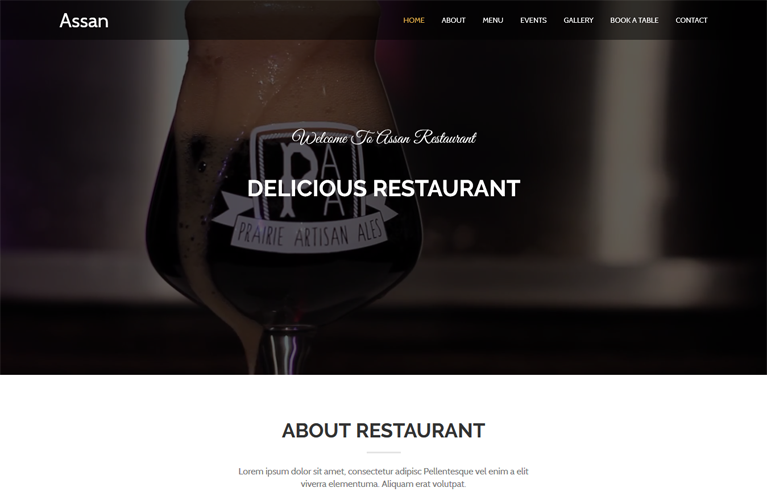 Assan
HOME ABOUT MENU EVENTS GALLERY BOOK A TABLE CONTACT
Welcome To Assan Restaurant
DELICIOUS RESTAURANT
PAA
PRAIRIE ARTISAN ALES
ABOUT RESTAURANT
Lorem ipsum dolor sit amet, consectetur adipisc Pellentesque vel enim a elit
viverra elementuma. Aliquam erat volutpat.